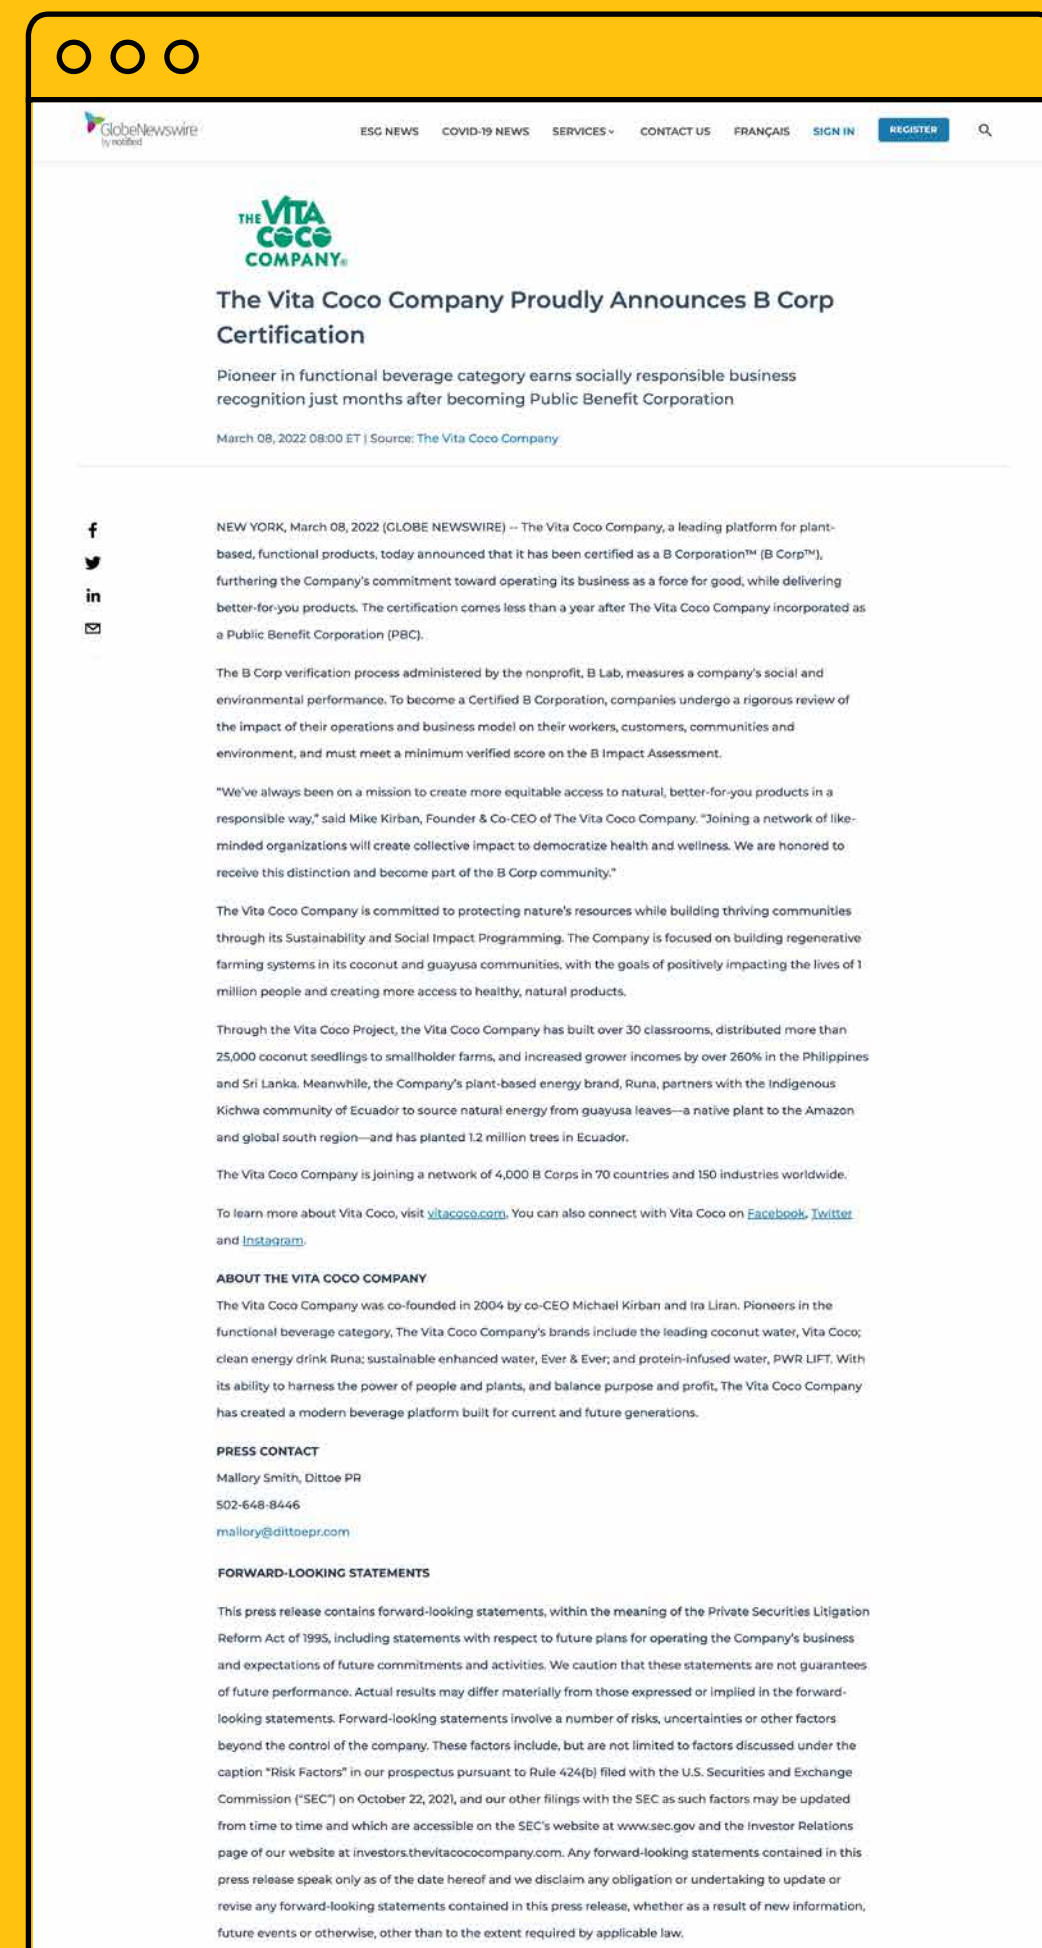 GlobeNewswire
by notified
ESG NEWS COVID-19 NEWS SERVICES CONTACT US FRANÇAIS SIGN IN REGISTER
THE VITA
COCO
COMPANY®
The Vita Coco Company Proudly Announces B Corp
Certification
Pioneer in functional beverage category earns socially responsible business
recognition just months after becoming Public Benefit Corporation
March 08, 2022 08:00 ET | Source: The Vita Coco Company
NEW YORK, March 08, 2022 (GLOBE NEWSWIRE) -- The Vita Coco Company, a leading platform for plant-
based, functional products, today announced that it has been certified as a B Corporation™ (B Corp™),
furthering the Company's commitment toward operating its business as a force for good, while delivering
better-for-you products. The certification comes less than a year after The Vita Coco Company incorporated as
a Public Benefit Corporation (PBC).
The B Corp verification process administered by the nonprofit, B Lab, measures a company's social and
environmental performance. To become a Certified B Corporation, companies undergo a rigorous review of
the impact of their operations and business model on their workers, customers, communities and
environment, and must meet a minimum verified score on the B Impact Assessment.
"We've always been on a mission to create more equitable access to natural, better-for-you products in a
responsible way," said Mike Kirban, Founder & Co-CEO of The Vita Coco Company. "Joining a network of like-
minded organizations will create collective impact to democratize health and wellness. We are honored to
receive this distinction and become part of the B Corp community."
The Vita Coco Company is committed to protecting nature's resources while building thriving communities
through its Sustainability and Social Impact Programming. The Company is focused on building regenerative
farming systems in its coconut and guayusa communities, with the goals of positively impacting the lives of 1
million people and creating more access to healthy, natural products.
Through the Vita Coco Project, the Vita Coco Company has built over 30 classrooms, distributed more than
25,000 coconut seedlings to smallholder farms, and increased grower incomes by over 260% in the Philippines
and Sri Lanka. Meanwhile, the Company's plant-based energy brand, Runa, partners with the Indigenous
Kichwa community of Ecuador to source natural energy from guayusa leaves—a native plant to the Amazon
and global south region—and has planted 1.2 million trees in Ecuador.
The Vita Coco Company is joining a network of 4,000 B Corps in 70 countries and 150 industries worldwide.
To learn more about Vita Coco, visit vitacoco.com. You can also connect with Vita Coco on Facebook, Twitter
and Instagram.
ABOUT THE VITA COCO COMPANY
The Vita Coco Company was co-founded in 2004 by co-CEO Michael Kirban and Ira Liran. Pioneers in the
functional beverage category, The Vita Coco Company's brands include the leading coconut water, Vita Coco;
clean energy drink Runa; sustainable enhanced water, Ever & Ever; and protein-infused water, PWR LIFT. With
its ability to harness the power of people and plants, and balance purpose and profit, The Vita Coco Company
has created a modern beverage platform built for current and future generations.
PRESS CONTACT
Mallory Smith, Dittoe PR
502-648-8446
mallory@dittoepr.com
FORWARD-LOOKING STATEMENTS
This press release contains forward-looking statements, within the meaning of the Private Securities Litigation
Reform Act of 1995, including statements with respect to future plans for operating the Company's business
and expectations of future commitments and activities. We caution that these statements are not guarantees
of future performance. Actual results may differ materially from those expressed or implied in the forward-
looking statements. Forward-looking statements involve a number of risks, uncertainties or other factors
beyond the control of the company. These factors include, but are not limited to factors discussed under the
caption "Risk Factors" in our prospectus pursuant to Rule 424(b) filed with the U.S. Securities and Exchange
Commission ("SEC") on October 22, 2021, and our other filings with the SEC as such factors may be updated
from time to time and which are accessible on the SEC's website at www.sec.gov and the Investor Relations
page of our website at investors.thevitacococompany.com. Any forward-looking statements contained in this
press release speak only as of the date hereof and we disclaim any obligation or undertaking to update or
revise any forward-looking statements contained in this press release, whether as a result of new information,
future events or otherwise, other than to the extent required by applicable law.